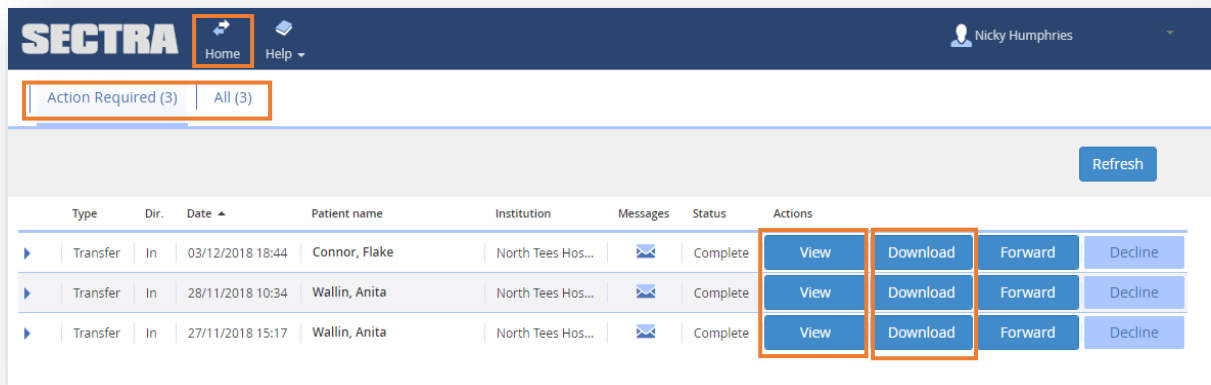 SECTRA Home Help Nicky Humphries
Action Required (3) All (3)
Refresh
Type Dir. Date Patient name Institution Messages Status Actions
Transfer In 03/12/2018 18:44 Connor, Flake North Tees Hos... Complete View Download Forward Decline
Transfer In 28/11/2018 10:34 Wallin, Anita North Tees Hos... Complete View Download Forward Decline
Transfer In 27/11/2018 15:17 Wallin, Anita North Tees Hos... Complete View Download Forward Decline